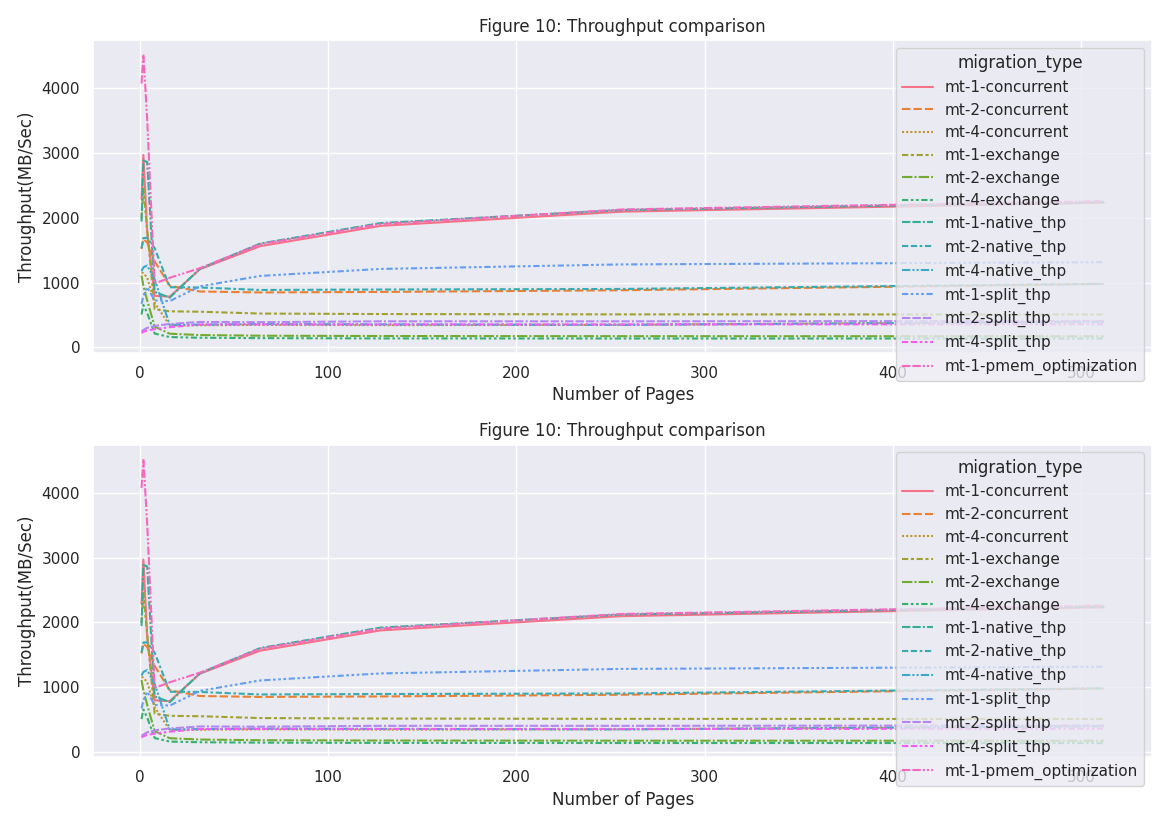 Figure 10: Throughput comparison
Throughput(MB/Sec)
4000
3000
2000
1000
0
0
100
200
300
400
500
Number of Pages
migration_type
mt-1-concurrent
mt-2-concurrent
mt-4-concurrent
mt-1-exchange
mt-2-exchange
mt-4-exchange
mt-1-native_thp
mt-2-native_thp
mt-4-native_thp
mt-1-split_thp
mt-2-split_thp
mt-4-split_thp
mt-1-pmem_optimization
Figure 10: Throughput comparison
Throughput(MB/Sec)
4000
3000
2000
1000
0
0
100
200
300
400
500
Number of Pages
migration_type
mt-1-concurrent
mt-2-concurrent
mt-4-concurrent
mt-1-exchange
mt-2-exchange
mt-4-exchange
mt-1-native_thp
mt-2-native_thp
mt-4-native_thp
mt-1-split_thp
mt-2-split_thp
mt-4-split_thp
mt-1-pmem_optimization